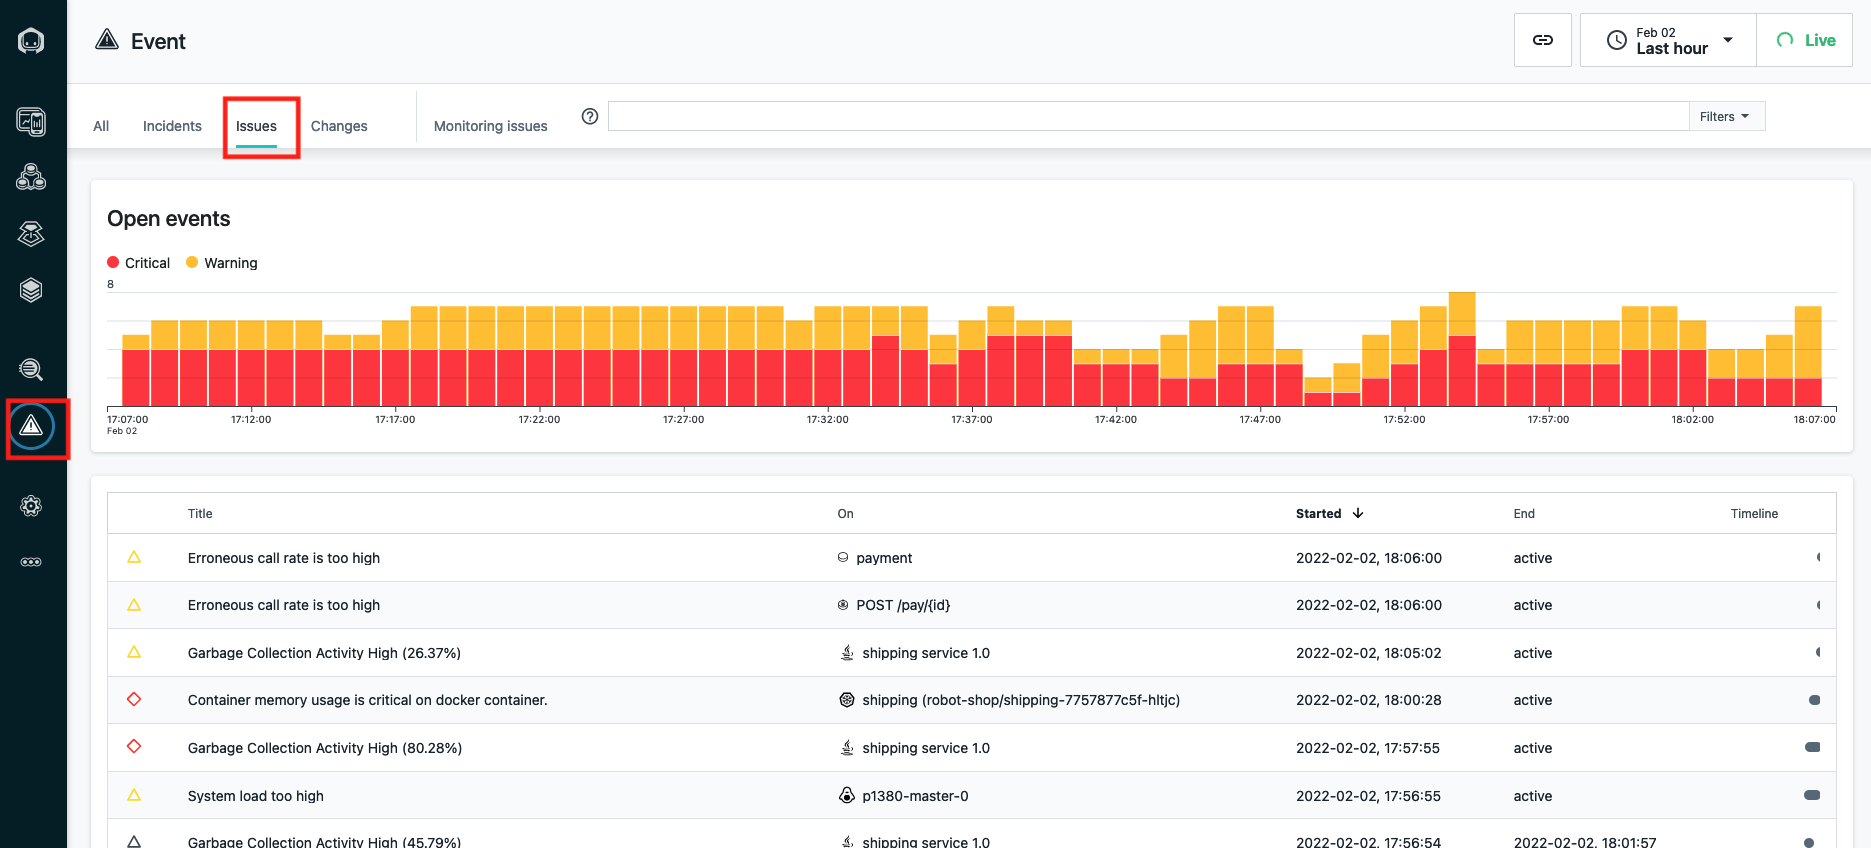 Event
Feb 02
Last hour
Live
All Incidents Issues Changes Monitoring issues Filters
Open events
Critical Warning
8
17:07:00 17:12:00 17:17:00 17:22:00 17:27:00 17:32:00 17:37:00 17:42:00 17:47:00 17:52:00 17:57:00 18:02:00 18:07:00
Feb 02
Title On Started End Timeline
Erroneous call rate is too high payment 2022-02-02, 18:06:00 active
Erroneous call rate is too high POST /pay/{id} 2022-02-02, 18:06:00 active
Garbage Collection Activity High (26.37%) shipping service 1.0 2022-02-02, 18:05:02 active
Container memory usage is critical on docker container. shipping (robot-shop/shipping-7757877c5f-hltjc) 2022-02-02, 18:00:28 active
Garbage Collection Activity High (80.28%) shipping service 1.0 2022-02-02, 17:57:55 active
System load too high p1380-master-0 2022-02-02, 17:56:55 active
Garbage Collection Activity High (45.79%) shipping service 1.0 2022-02-02, 17:56:54 2022-02-02, 18:01:57